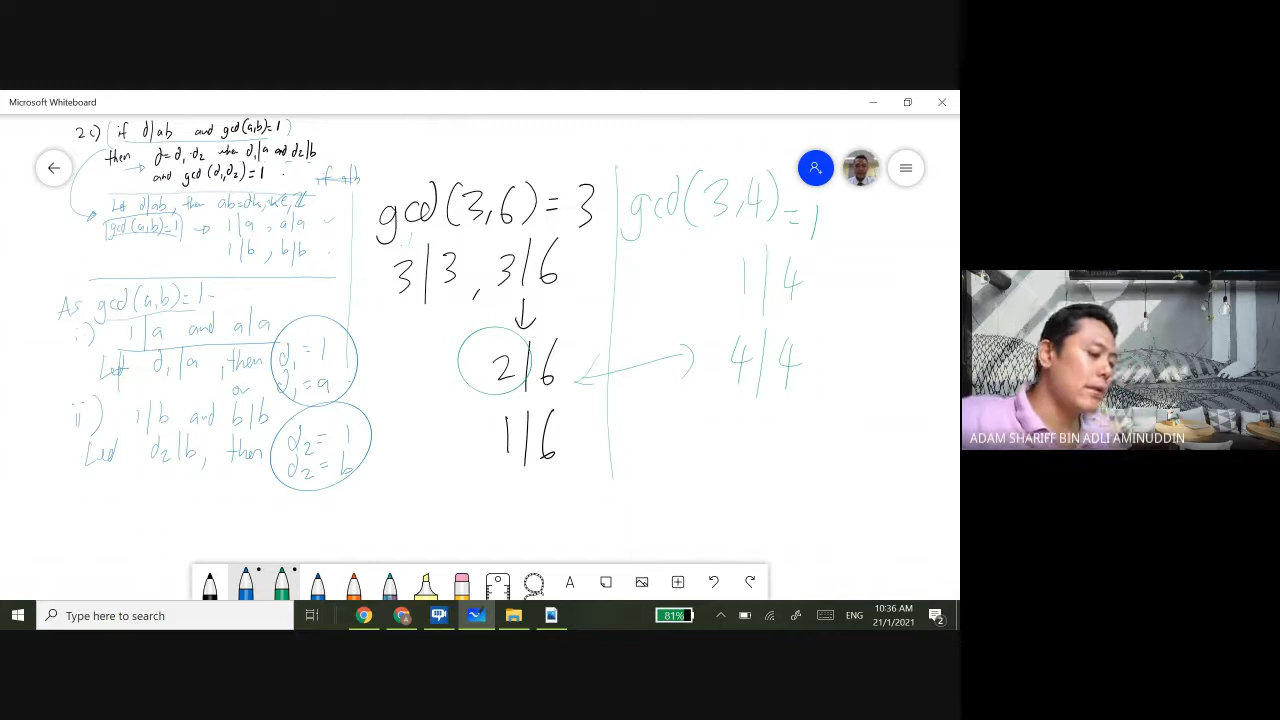 Microsoft Whiteboard
2c) if d|ab and gcd(a,b)=1
then d=d₁·d₂ where d₁|a and d₂|b
and gcd(d₁,d₂)=1.
if a|b
Let d|ab, then ab=dk, k∈Z
gcd(a,b)=1 → 1|a, a|a
1|b, b|b
As gcd(a,b)=1
i) 1|a and a|a
Let d₁|a, then d₁=1
or d₁=a
ii) 1|b and b|b
Let d₂|b, then d₂=1
d₂=b
gcd(3,6)=3
3|3, 3|6
↓
2|6
1|6
gcd(3,4)=1
1|4
4|4
ADAM SHARIFF BIN ADLI AMINUDDIN
Type here to search
81%
ENG
10:36 AM
21/1/2021
2